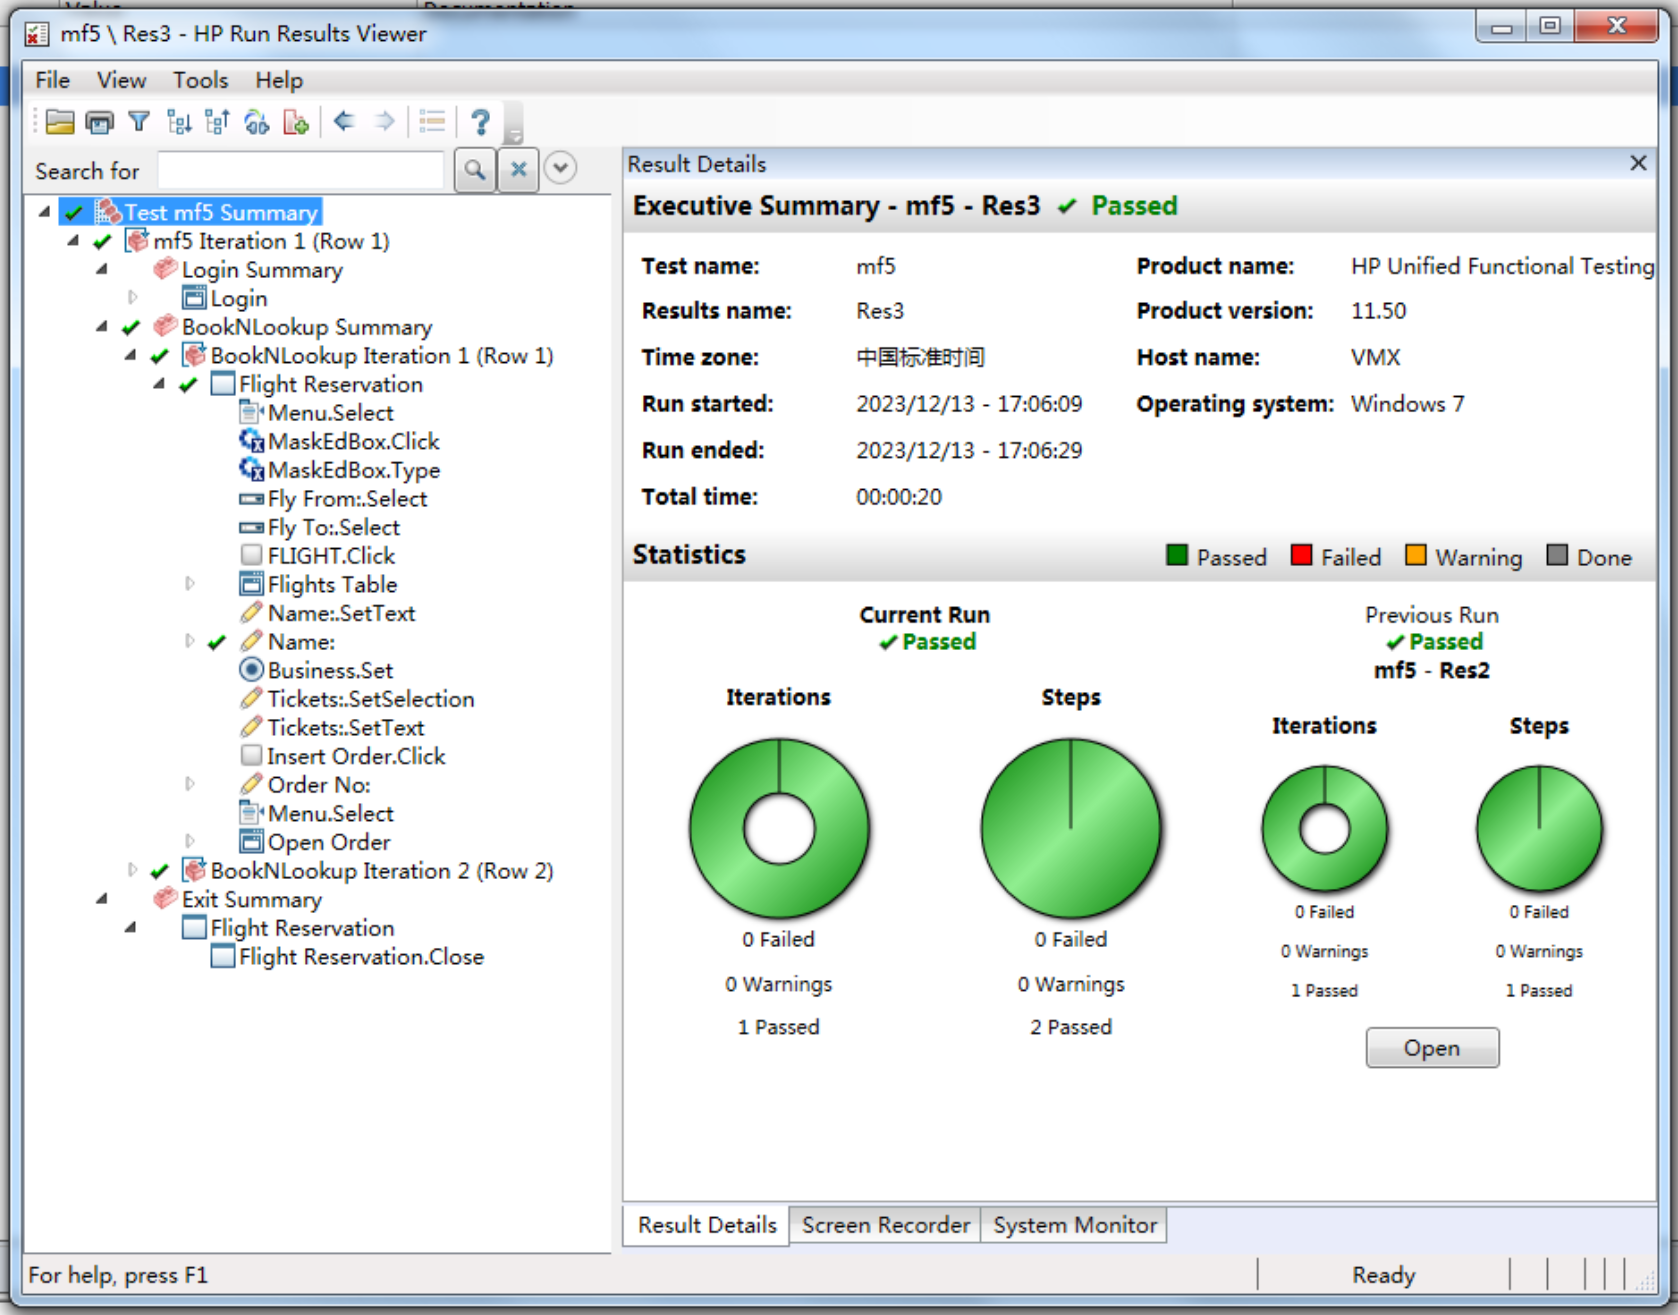 Value Documentation
mf5 \ Res3 - HP Run Results Viewer
File View Tools Help
Search for
Test mf5 Summary
mf5 Iteration 1 (Row 1)
Login Summary
Login
BookNLookup Summary
BookNLookup Iteration 1 (Row 1)
Flight Reservation
Menu.Select
MaskEdBox.Click
MaskEdBox.Type
Fly From:.Select
Fly To:.Select
FLIGHT.Click
Flights Table
Name:.SetText
Name:
Business.Set
Tickets:.SetSelection
Tickets:.SetText
Insert Order.Click
Order No:
Menu.Select
Open Order
BookNLookup Iteration 2 (Row 2)
Exit Summary
Flight Reservation
Flight Reservation.Close
Result Details
Executive Summary - mf5 - Res3 Passed
Test name: mf5 Product name: HP Unified Functional Testing
Results name: Res3 Product version: 11.50
Time zone: 中国标准时间 Host name: VMX
Run started: 2023/12/13 - 17:06:09 Operating system: Windows 7
Run ended: 2023/12/13 - 17:06:29
Total time: 00:00:20
Statistics Passed Failed Warning Done
Current Run
Passed
Iterations Steps
0 Failed 0 Failed
0 Warnings 0 Warnings
1 Passed 2 Passed
Previous Run
Passed
mf5 - Res2
Iterations Steps
0 Failed 0 Failed
0 Warnings 0 Warnings
1 Passed 1 Passed
Open
Result Details Screen Recorder System Monitor
For help, press F1 Ready